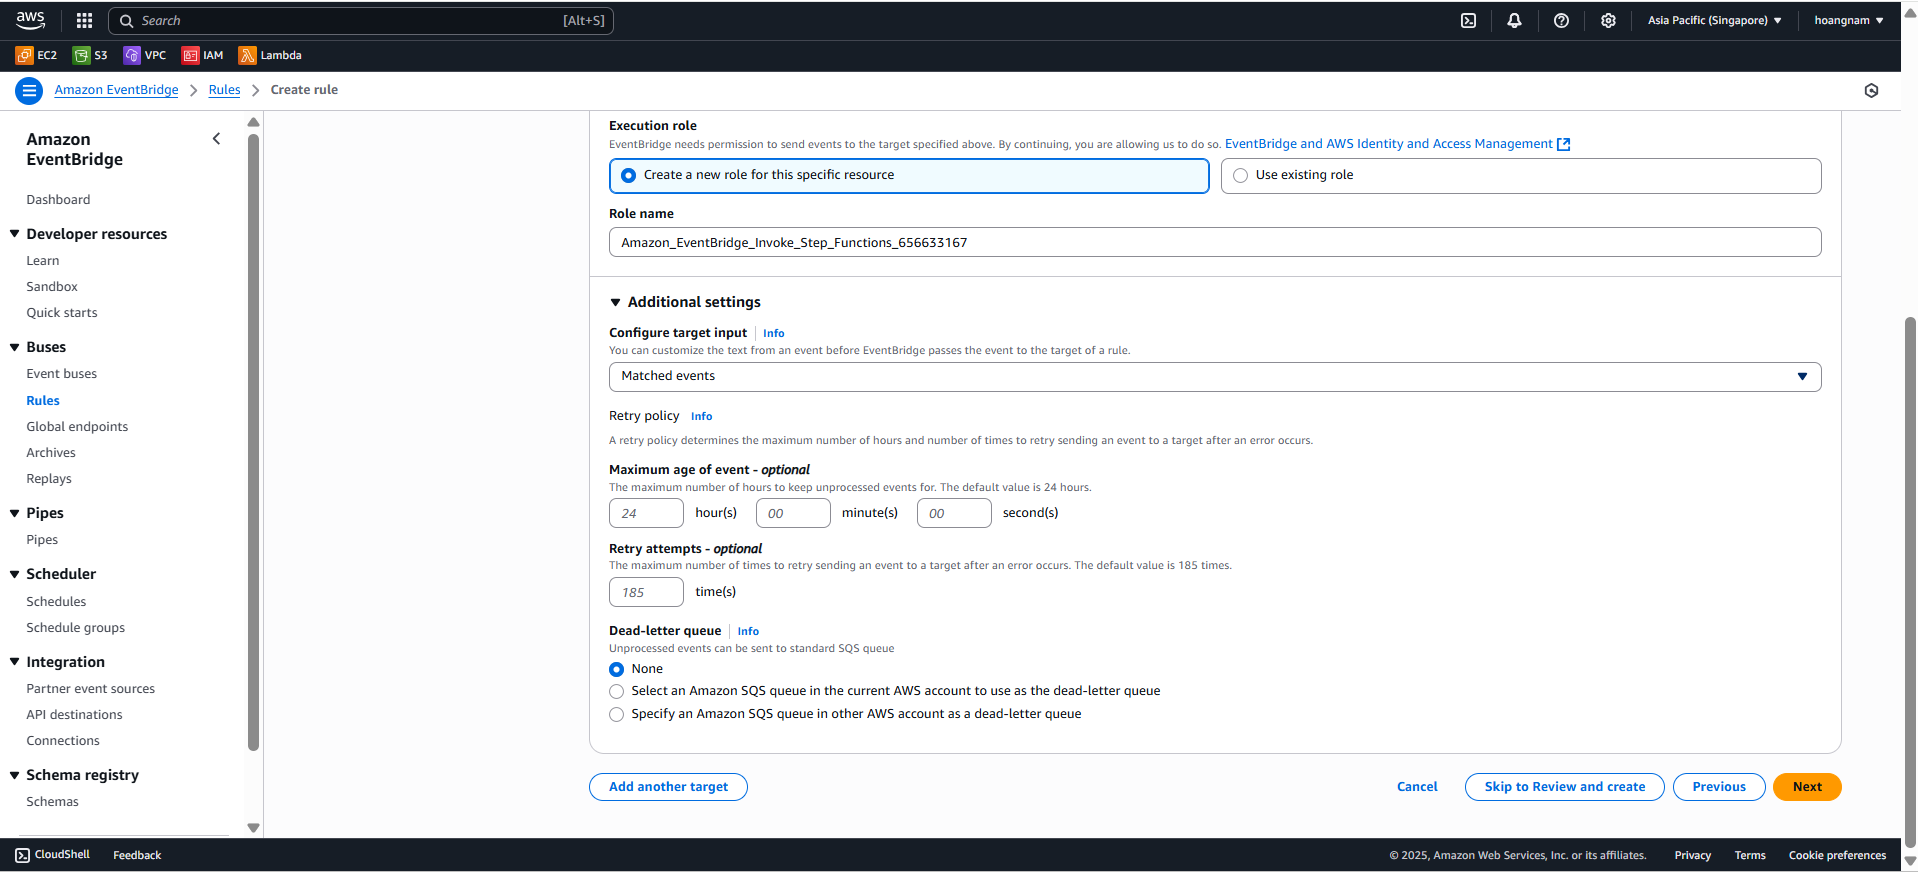 aws
Search
[Alt+S]
Asia Pacific (Singapore)
hoangnam
EC2
S3
VPC
IAM
Lambda
Amazon EventBridge
Rules
Create rule
Amazon
EventBridge
Dashboard
Developer resources
Learn
Sandbox
Quick starts
Buses
Event buses
Rules
Global endpoints
Archives
Replays
Pipes
Pipes
Scheduler
Schedules
Schedule groups
Integration
Partner event sources
API destinations
Connections
Schema registry
Schemas
Execution role
EventBridge needs permission to send events to the target specified above. By continuing, you are allowing us to do so. EventBridge and AWS Identity and Access Management
Create a new role for this specific resource
Use existing role
Role name
Amazon_EventBridge_Invoke_Step_Functions_656633167
Additional settings
Configure target input Info
You can customize the text from an event before EventBridge passes the event to the target of a rule.
Matched events
Retry policy Info
A retry policy determines the maximum number of hours and number of times to retry sending an event to a target after an error occurs.
Maximum age of event - optional
The maximum number of hours to keep unprocessed events for. The default value is 24 hours.
24 hour(s) 00 minute(s) 00 second(s)
Retry attempts - optional
The maximum number of times to retry sending an event to a target after an error occurs. The default value is 185 times.
185 time(s)
Dead-letter queue Info
Unprocessed events can be sent to standard SQS queue
None
Select an Amazon SQS queue in the current AWS account to use as the dead-letter queue
Specify an Amazon SQS queue in other AWS account as a dead-letter queue
Add another target
Cancel
Skip to Review and create
Previous
Next
CloudShell
Feedback
© 2025, Amazon Web Services, Inc. or its affiliates.
Privacy
Terms
Cookie preferences